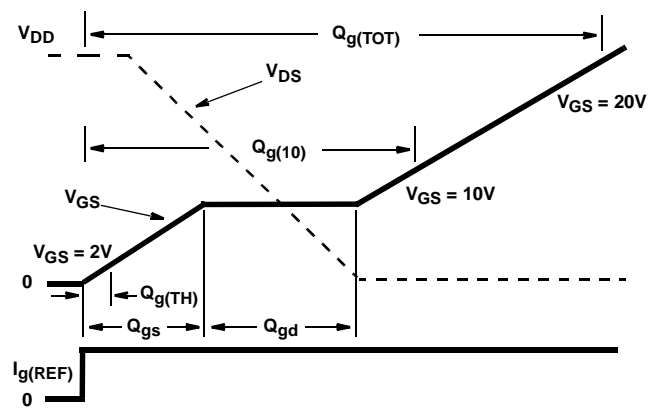 V_DD
Q_g(TOT)
V_DS
V_GS = 20V
Q_g(10)
V_GS
V_GS = 10V
V_GS = 2V
0
Q_g(TH)
Q_gs
Q_gd
I_g(REF)
0